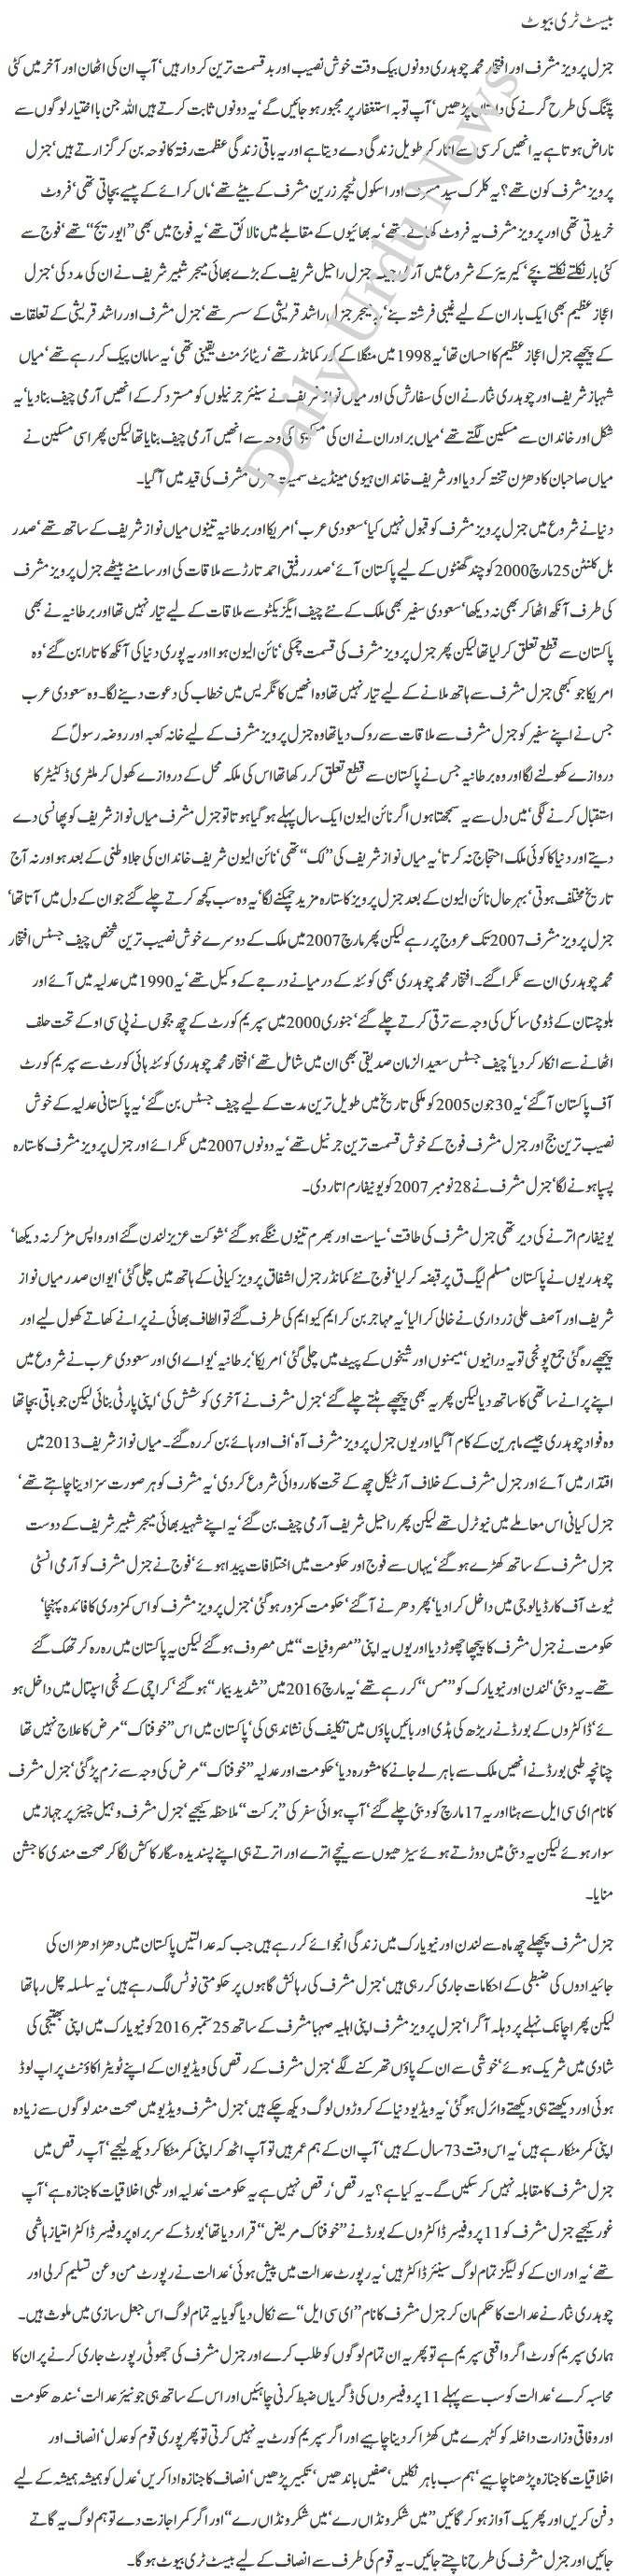 بیسٹ ٹری بیوٹ
جنرل پرویز مشرف اور افتخار محمد چوہدری دونوں بیک وقت خوش نصیب اور بدقسمت ترین کردار ہیں‘ آپ ان کی اٹھان اور آخر میں کٹی
پتنگ کی طرح گرنے کی داستان پڑھیں‘ آپ توبہ استغفار پر مجبور ہو جائیں گے‘ یہ دونوں ثابت کرتے ہیں اللہ جن بااختیار لوگوں سے
ناراض ہوتا ہے یہ انھیں کرسی سے اتار کر طویل زندگی دے دیتا ہے اور یہ باقی زندگی عظمت رفتہ کا نوحہ بن کر گزارتے ہیں‘ جنرل
پرویز مشرف کون تھے؟ یہ کلرک سید مشرف اور اسکول ٹیچر زرین مشرف کے بیٹے تھے‘ ماں کرائے کے پیسے بچاتی تھی‘ فروٹ
خریدتی تھی اور پرویز مشرف یہ فروٹ کھاتے تھے‘ یہ بھائیوں کے مقابلے میں نالائق تھے‘ یہ فوج میں بھی ’’ایوریج‘‘ تھے‘ فوج سے
کئی بار نکلتے نکلتے بچے‘ کیریئر کے شروع میں آرمی چیف جنرل راحیل شریف کے بڑے بھائی میجر شبیر شریف نے ان کی مدد کی‘ جنرل
اعجاز عظیم بھی ایک بار ان کے لیے غیبی فرشتہ بنے‘ یہ میجر جنرل راشد قریشی کے سسر تھے‘ جنرل مشرف اور راشد قریشی کے تعلقات
کے پیچھے جنرل اعجاز عظیم کا احسان تھا‘ یہ 1998 میں منگلا کے کور کمانڈر تھے‘ ریٹائرمنٹ یقینی تھی‘ یہ سامان پیک کر رہے تھے‘ میاں
شہباز شریف اور چوہدری نثار نے ان کی سفارش کی اور میاں نواز شریف نے سینئر جرنیلوں کو مسترد کر کے انھیں آرمی چیف بنا دیا‘ یہ
شکل اور خاندان سے مسکین لگتے تھے‘ میاں برادران نے ان کی مسکینی کی وجہ سے انھیں آرمی چیف بنایا تھا لیکن پھر اسی مسکین نے
میاں صاحبان کا دھڑن تختہ کر دیا اور شریف خاندان ہیوی مینڈیٹ سمیت جنرل مشرف کی قید میں آ گیا۔
دنیا نے شروع میں جنرل پرویز مشرف کو قبول نہیں کیا‘ سعودی عرب‘ امریکا اور برطانیہ تینوں میاں نواز شریف کے ساتھ تھے‘ صدر
بل کلنٹن 25 مارچ 2000 کو چند گھنٹوں کے لیے پاکستان آئے‘ صدر رفیق احمد تارڑ سے ملاقات کی اور سامنے بیٹھے جنرل پرویز مشرف
کی طرف آنکھ اٹھا کر بھی نہ دیکھا‘ سعودی سفیر بھی ملک کے نئے چیف ایگزیکٹو سے ملاقات کے لیے تیار نہیں تھا اور برطانیہ نے بھی
پاکستان سے قطع تعلق کر لیا تھا لیکن پھر جنرل پرویز مشرف کی قسمت چمکی‘ نائن الیون ہوا اور یہ پوری دنیا کی آنکھ کا تارا بن گئے‘ وہ
امریکا جو کبھی جنرل مشرف سے ہاتھ ملانے کے لیے تیار نہیں تھا وہ انھیں کانگریس میں خطاب کی دعوت دینے لگا۔ وہ سعودی عرب
جس نے اپنے سفیر کو جنرل مشرف سے ملاقات سے روک دیا تھا وہ جنرل پرویز مشرف کے لیے خانہ کعبہ اور روضہ رسولؐ کے
دروازے کھولنے لگا اور وہ برطانیہ جس نے پاکستان سے قطع تعلق کر رکھا تھا اس کی ملکہ محل کے دروازے کھول کر ملٹری ڈکٹیٹر کا
استقبال کرنے لگی‘ میں دل سے یہ سمجھتا ہوں اگر نائن الیون ایک سال پہلے ہو گیا ہوتا تو جنرل مشرف میاں نواز شریف کو پھانسی دے
دیتے اور دنیا کا کوئی ملک احتجاج نہ کرتا‘ یہ میاں نواز شریف کی ’’لک‘‘ تھی‘ نائن الیون شریف خاندان کی جلاوطنی کے بعد ہوا ورنہ آج
تاریخ مختلف ہوتی‘ بہرحال نائن الیون کے بعد جنرل پرویز کا ستارہ مزید چمکنے لگا‘ یہ وہ سب کچھ کرتے چلے گئے جو ان کے دل میں آتا تھا‘
جنرل پرویز مشرف 2007 تک عروج پر رہے لیکن پھر مارچ 2007 میں ملک کے دوسرے خوش نصیب ترین شخص چیف جسٹس افتخار
محمد چوہدری ان سے ٹکرا گئے۔ افتخار محمد چوہدری بھی کوئٹہ کے درمیانے درجے کے وکیل تھے‘ یہ 1990 میں عدلیہ میں آئے اور
بلوچستان کے ڈومی سائل کی وجہ سے ترقی کرتے چلے گئے‘ جنوری 2000 میں سپریم کورٹ کے چھ ججوں نے پی سی او کے تحت حلف
اٹھانے سے انکار کر دیا‘ چیف جسٹس سعید الزمان صدیقی بھی ان میں شامل تھے‘ افتخار محمد چوہدری کوئٹہ ہائی کورٹ سے سپریم کورٹ
آف پاکستان آ گئے‘ یہ 30 جون 2005 کو ملکی تاریخ میں طویل ترین مدت کے لیے چیف جسٹس بن گئے‘ یہ پاکستانی عدلیہ کے خوش
نصیب ترین جج اور جنرل مشرف فوج کے خوش قسمت ترین جرنیل تھے‘ یہ دونوں 2007 میں ٹکرائے اور جنرل پرویز مشرف کا ستارہ
پسپا ہونے لگا‘ جنرل مشرف نے 28 نومبر 2007 کو یونیفارم اتار دی۔
یونیفارم اترنے کی دیر تھی جنرل مشرف کی طاقت‘ سیاست اور بھرم تینوں ننگے ہو گئے‘ شوکت عزیز لندن گئے اور واپس مڑ کر نہ دیکھا‘
چوہدریوں نے پاکستان مسلم لیگ ق پر قبضہ کر لیا‘ فوج نئے کمانڈر جنرل اشفاق پرویز کیانی کے ہاتھ میں چلی گئی‘ ایوان صدر میاں نواز
شریف اور آصف علی زرداری نے خالی کرا لیا‘ یہ مہاجر بن کر ایم کیو ایم کی طرف گئے تو الطاف بھائی نے پرانے کھاتے کھول لیے اور
پیچھے رہ گئی جمع پونجی تو یہ درانیوں‘ میمنوں اور شیخوں کے پیٹ میں چلی گئی‘ امریکا‘ برطانیہ‘ یو اے ای اور سعودی عرب نے شروع میں
اپنے پرانے ساتھی کا ساتھ دیا لیکن پھر یہ بھی پیچھے ہٹتے چلے گئے‘ جنرل مشرف نے آخری کوشش کی‘ اپنی پارٹی بنائی لیکن جو باقی بچا تھا
وہ فواد چوہدری جیسے ماہرین کے کام آ گیا اور یوں جنرل پرویز مشرف آہ‘ اف اور ہائے بن کر رہ گئے۔ میاں نواز شریف 2013 میں
اقتدار میں آئے اور جنرل مشرف کے خلاف آرٹیکل چھ کے تحت کارروائی شروع کر دی‘ یہ مشرف کو ہر صورت سزا دینا چاہتے تھے‘
جنرل کیانی اس معاملے میں نیوٹرل تھے لیکن پھر راحیل شریف آرمی چیف بن گئے‘ یہ اپنے شہید بھائی میجر شبیر شریف کے دوست
جنرل مشرف کے ساتھ کھڑے ہو گئے‘ یہاں سے فوج اور حکومت میں اختلافات پیدا ہوئے‘ فوج نے جنرل مشرف کو آرمی انسٹی
ٹیوٹ آف کارڈیالوجی میں داخل کرا دیا‘ پھر دھرنے آ گئے‘ حکومت کمزور ہو گئی‘ جنرل پرویز مشرف کو اس کمزوری کا فائدہ پہنچا‘
حکومت نے جنرل مشرف کا پیچھا چھوڑ دیا اور یوں یہ اپنی ’’مصروفیات‘‘ میں مصروف ہو گئے لیکن یہ پاکستان میں رہ رہ کر تھک گئے
تھے۔ یہ دبئی‘ لندن اور نیویارک کو ’’مس‘‘ کر رہے تھے‘ یہ مارچ 2016 میں ’’شدید بیمار‘‘ ہو گئے‘ کراچی کے نجی اسپتال میں داخل ہو
ئے‘ ڈاکٹروں کے بورڈ نے ریڑھ کی ہڈی اور بائیں پاؤں میں تکلیف کی نشاندہی کی‘ پاکستان میں اس ’’خوفناک‘‘ مرض کا علاج نہیں تھا
چنانچہ طبی بورڈ نے انھیں ملک سے باہر لے جانے کا مشورہ دیا‘ حکومت اور عدلیہ ’’خوفناک‘‘ مرض کی وجہ سے نرم پڑ گئی‘ جنرل مشرف
کا نام ای سی ایل سے ہٹا اور یہ 17 مارچ کو دبئی چلے گئے‘ آپ ہوائی سفر کی ’’برکت‘‘ ملاحظہ کیجیے‘ جنرل مشرف وہیل چیئر پر جہاز میں
سوار ہوئے لیکن یہ دبئی میں دوڑتے ہوئے سیڑھیوں سے نیچے اترے اور اترتے ہی اپنے پسندیدہ سگار کا کش لگا کر صحت مندی کا جشن
منایا۔
جنرل مشرف پچھلے چھ ماہ سے لندن اور نیویارک میں زندگی انجوائے کر رہے ہیں جب کہ عدالتیں پاکستان میں دھڑا دھڑ ان کی
جائیدادوں کی ضبطی کے احکامات جاری کر رہی ہیں‘ جنرل مشرف کی رہائش گاہوں پر حکومتی نوٹس لگ رہے ہیں‘ یہ سلسلہ چل رہا تھا
لیکن پھر اچانک نہلے پر دہلہ آ گرا‘ جنرل پرویز مشرف اپنی اہلیہ صہبا مشرف کے ساتھ 25 ستمبر 2016 کو نیویارک میں اپنی بھتیجی کی
شادی میں شریک ہوئے‘ خوشی سے ان کے پاؤں تھرکنے لگے‘ جنرل مشرف کے رقص کی ویڈیو ان کے اپنے ٹویٹر اکاؤنٹ پر اپ لوڈ
ہوئی اور دیکھتے ہی دیکھتے وائرل ہو گئی‘ یہ ویڈیو دنیا کے کروڑوں لوگ دیکھ چکے ہیں‘ جنرل مشرف ویڈیو میں صحت مند لوگوں سے زیادہ
اپنی کمر مٹکا رہے ہیں‘ یہ اس وقت 73 سال کے ہیں‘ آپ ان کے ہم عمر ہیں تو آپ اٹھ کر اپنی کمر مٹکا کر دیکھ لیجیے‘ آپ رقص میں
جنرل مشرف کا مقابلہ نہیں کر سکیں گے۔ یہ کیا ہے؟ یہ رقص‘ رقص نہیں ہے یہ حکومت‘ عدلیہ اور طبی اخلاقیات کا جنازہ ہے‘ آپ
غور کیجیے جنرل مشرف کو 11 پروفیسر ڈاکٹروں کے بورڈ نے ’’خوفناک مریض‘‘ قرار دیا تھا‘ بورڈ کے سربراہ پروفیسر ڈاکٹر امتیاز ہاشمی
تھے‘ یہ اور ان کے کولیگز تمام لوگ سینئر ڈاکٹر ہیں‘ یہ رپورٹ عدالت میں پیش ہوئی‘ عدالت نے رپورٹ من و عن تسلیم کر لی اور
چوہدری نثار نے عدالت کا حکم مان کر جنرل مشرف کا نام ’’ای سی ایل‘‘ سے نکال دیا گویا یہ تمام لوگ اس جعل سازی میں ملوث ہیں۔
ہماری سپریم کورٹ اگر واقعی سپریم ہے تو پھر یہ ان تمام لوگوں کو طلب کرے اور جنرل مشرف کی جھوٹی رپورٹ جاری کرنے پر ان کا
محاسبہ کرے‘ عدالت کو سب سے پہلے 11 پروفیسروں کی ڈگریاں ضبط کرنی چاہئیں اور اس کے ساتھ ہی جونیئر عدالت‘ سندھ حکومت
اور وفاقی وزارت داخلہ کو کٹہرے میں کھڑا کر دینا چاہیے اور اگر سپریم کورٹ یہ نہیں کرتی تو پھر پوری قوم کو عدل‘ انصاف اور
اخلاقیات کا جنازہ پڑھنا چاہیے‘ ہم سب باہر نکلیں‘ صفیں باندھیں‘ تکبیر پڑھیں‘ انصاف کا جنازہ ادا کریں‘ عدل کو ہمیشہ ہمیشہ کے لیے
دفن کریں اور پھر یک آواز ہو کر گائیں ’’میں شکرونڈاں رے‘ میں شکرونڈاں رے‘‘ اور اگر کمر اجازت دے تو ہم لوگ یہ گاتے
جائیں اور جنرل مشرف کی طرح ناچتے جائیں۔ یہ قوم کی طرف سے انصاف کے لیے بیسٹ ٹری بیوٹ ہو گا۔
Daily Urdu News